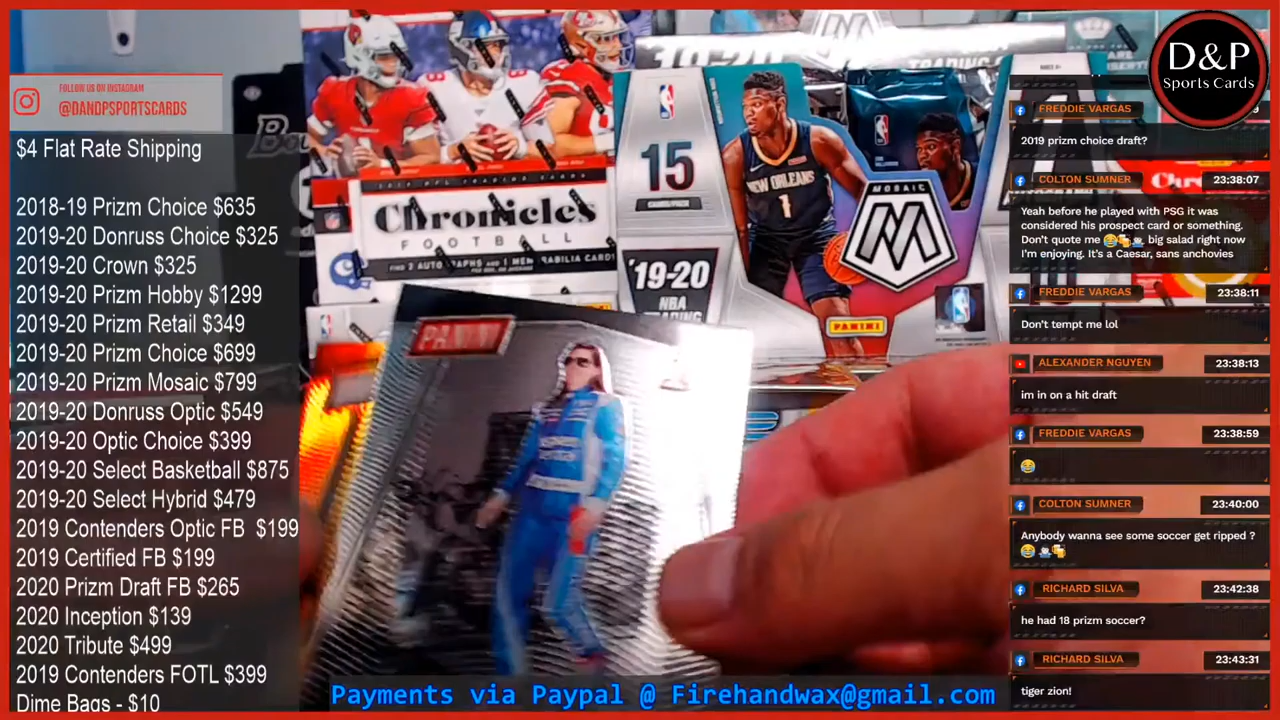 FOLLOW US ON INSTAGRAM
@DANDPSPORTSCARDS
$4 Flat Rate Shipping
2018-19 Prizm Choice $635
2019-20 Donruss Choice $325
2019-20 Crown $325
2019-20 Prizm Hobby $1299
2019-20 Prizm Retail $349
2019-20 Prizm Choice $699
2019-20 Prizm Mosaic $799
2019-20 Donruss Optic $549
2019-20 Optic Choice $399
2019-20 Select Basketball $875
2019-20 Select Hybrid $479
2019 Contenders Optic FB $199
2019 Certified FB $199
2020 Prizm Draft FB $265
2020 Inception $139
2020 Tribute $499
2019 Contenders FOTL $399
Dime Bags - $10
Chronicles
FOOTBALL
15
CARDS/PACK
'19-20
NBA
TRADING
NEW ORLEANS
1
MOSAIC
M
PANINI
PANINI
Payments via Paypal @ Firehandwax@gmail.com
D&P
Sports Cards
FREDDIE VARGAS
2019 prizm choice draft?
COLTON SUMNER 23:38:07
Yeah before he played with PSG it was
considered his prospect card or something.
Don't quote me 😂🍻👨🏻‍💻 big salad right now
I'm enjoying. It's a Caesar, sans anchovies
FREDDIE VARGAS 23:38:11
Don't tempt me lol
ALEXANDER NGUYEN 23:38:13
im in on a hit draft
FREDDIE VARGAS 23:38:59
😂
COLTON SUMNER 23:40:00
Anybody wanna see some soccer get ripped ?
😂👨🏻‍💻🍻
RICHARD SILVA 23:42:38
he had 18 prizm soccer?
RICHARD SILVA 23:43:31
tiger zion!